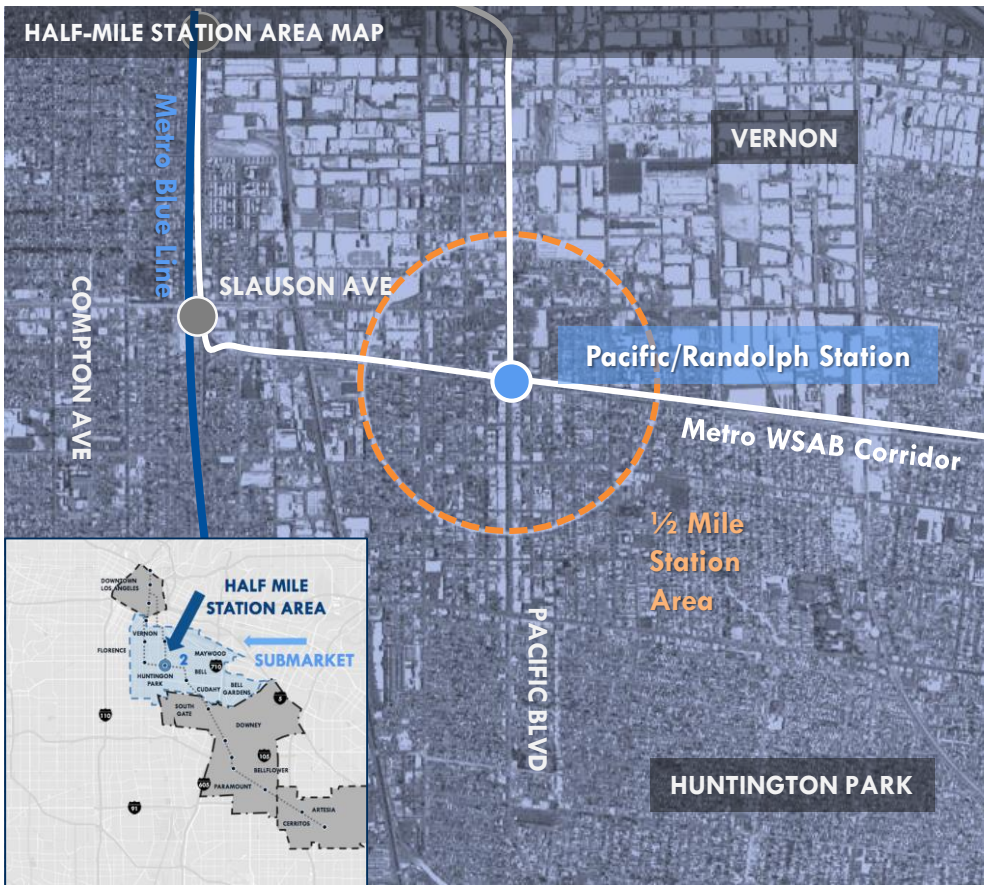 HALF-MILE STATION AREA MAP
Metro Blue Line
VERNON
SLAUSON AVE
COMPTON AVE
Pacific/Randolph Station
Metro WSAB Corridor
½ Mile
Station
Area
PACIFIC BLVD
HUNTINGTON PARK
DOWNTOWN
LOS ANGELES
HALF MILE
STATION AREA
VERNON
FLORENCE
2
MAYWOOD
SUBMARKET
710
HUNTINGON
PARK
BELL
CUDAHY
BELL
GARDENS
5
SOUTH
GATE
110
DOWNEY
105
BELLFLOWER
605
PARAMOUNT
91
ARTESIA
CERRITOS